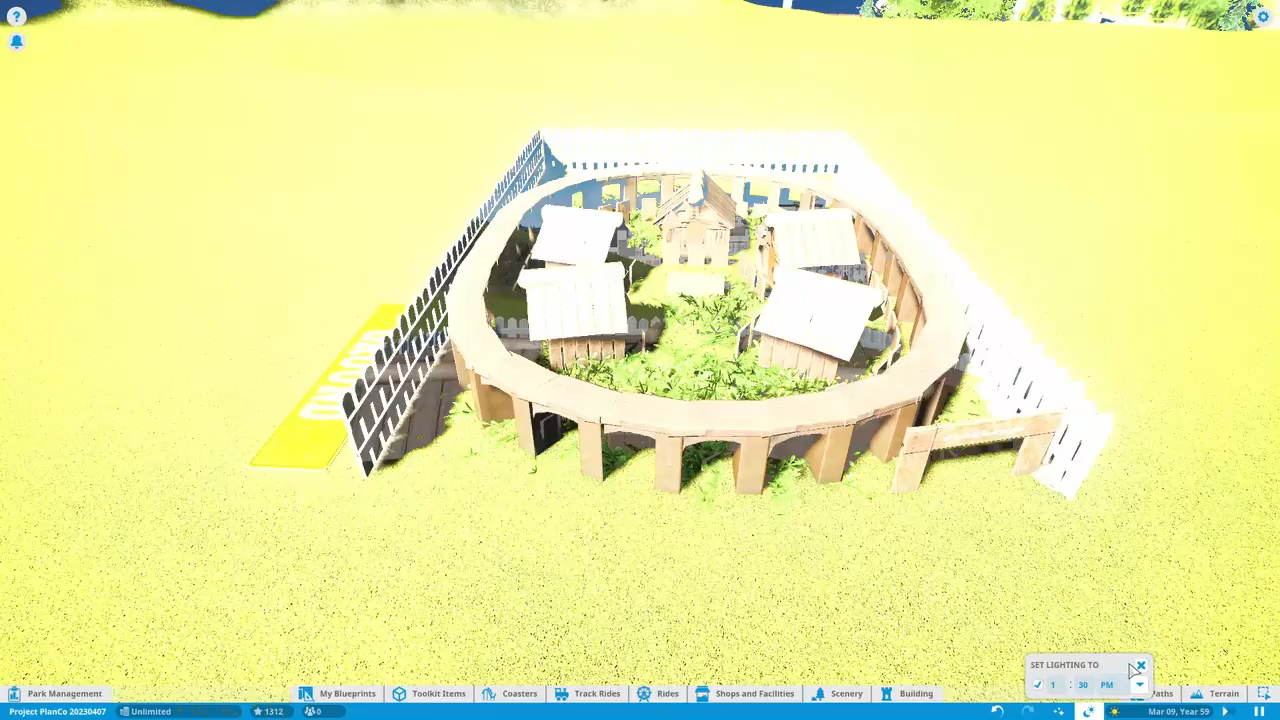 ?
SET LIGHTING TO
1 : 30 PM
Park Management
My Blueprints
Toolkit Items
Coasters
Track Rides
Rides
Shops and Facilities
Scenery
Building
Paths
Terrain
Project PlanCo 20230407
Unlimited
1312
0
Mar 09, Year 59